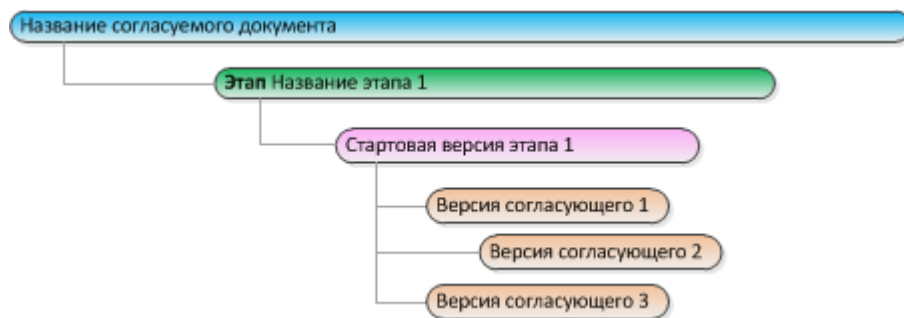 Название согласуемого документа
Этап Название этапа 1
Стартовая версия этапа 1
Версия согласующего 1
Версия согласующего 2
Версия согласующего 3